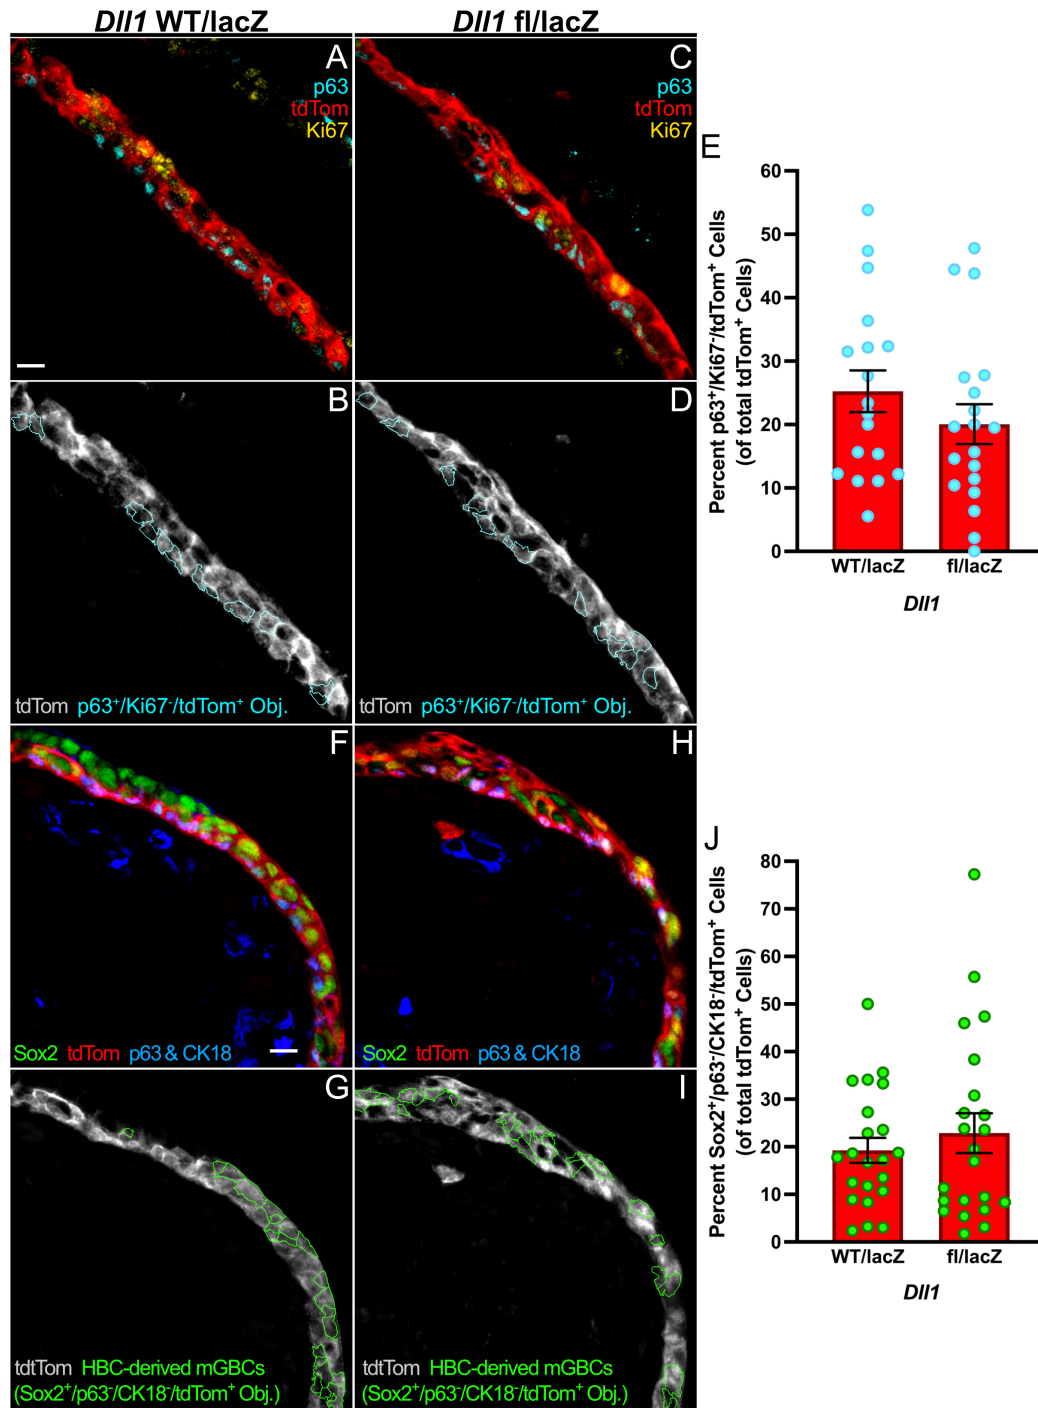 Dll1 WT/lacZ
Dll1 fl/lacZ
A
p63
tdTom
Ki67
C
p63
tdTom
Ki67
B
tdTom p63⁺/Ki67⁻/tdTom⁺ Obj.
D
tdTom p63⁺/Ki67⁻/tdTom⁺ Obj.
E
Percent p63⁺/Ki67⁻/tdTom⁺ Cells
(of total tdTom⁺ Cells)
60
50
40
30
20
10
0
WT/lacZ
fl/lacZ
Dll1
F
Sox2 tdTom p63 & CK18
H
Sox2 tdTom p63 & CK18
G
tdtTom HBC-derived mGBCs
(Sox2⁺/p63⁻/CK18⁻/tdTom⁺ Obj.)
I
tdtTom HBC-derived mGBCs
(Sox2⁺/p63⁻/CK18⁻/tdTom⁺ Obj.)
J
Percent Sox2⁺/p63⁻/CK18⁻/tdTom⁺ Cells
(of total tdTom⁺ Cells)
80
70
60
50
40
30
20
10
0
WT/lacZ
fl/lacZ
Dll1